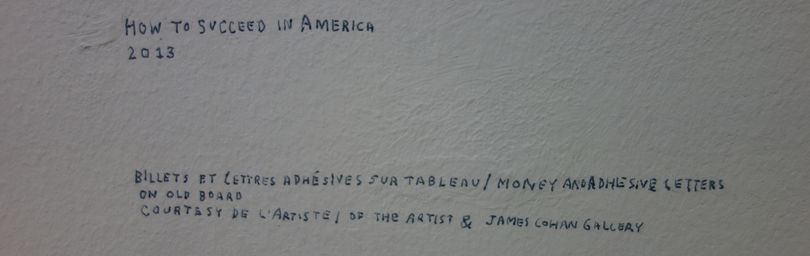 HOW TO SUCCEED IN AMERICA
2013
BILLETS ET LETTRES ADHÉSIVES SUR TABLEAU / MONEY AND ADHESIVE LETTERS
ON OLD BOARD
COURTESY DE L'ARTISTE / OF THE ARTIST & JAMES COHAN GALLERY